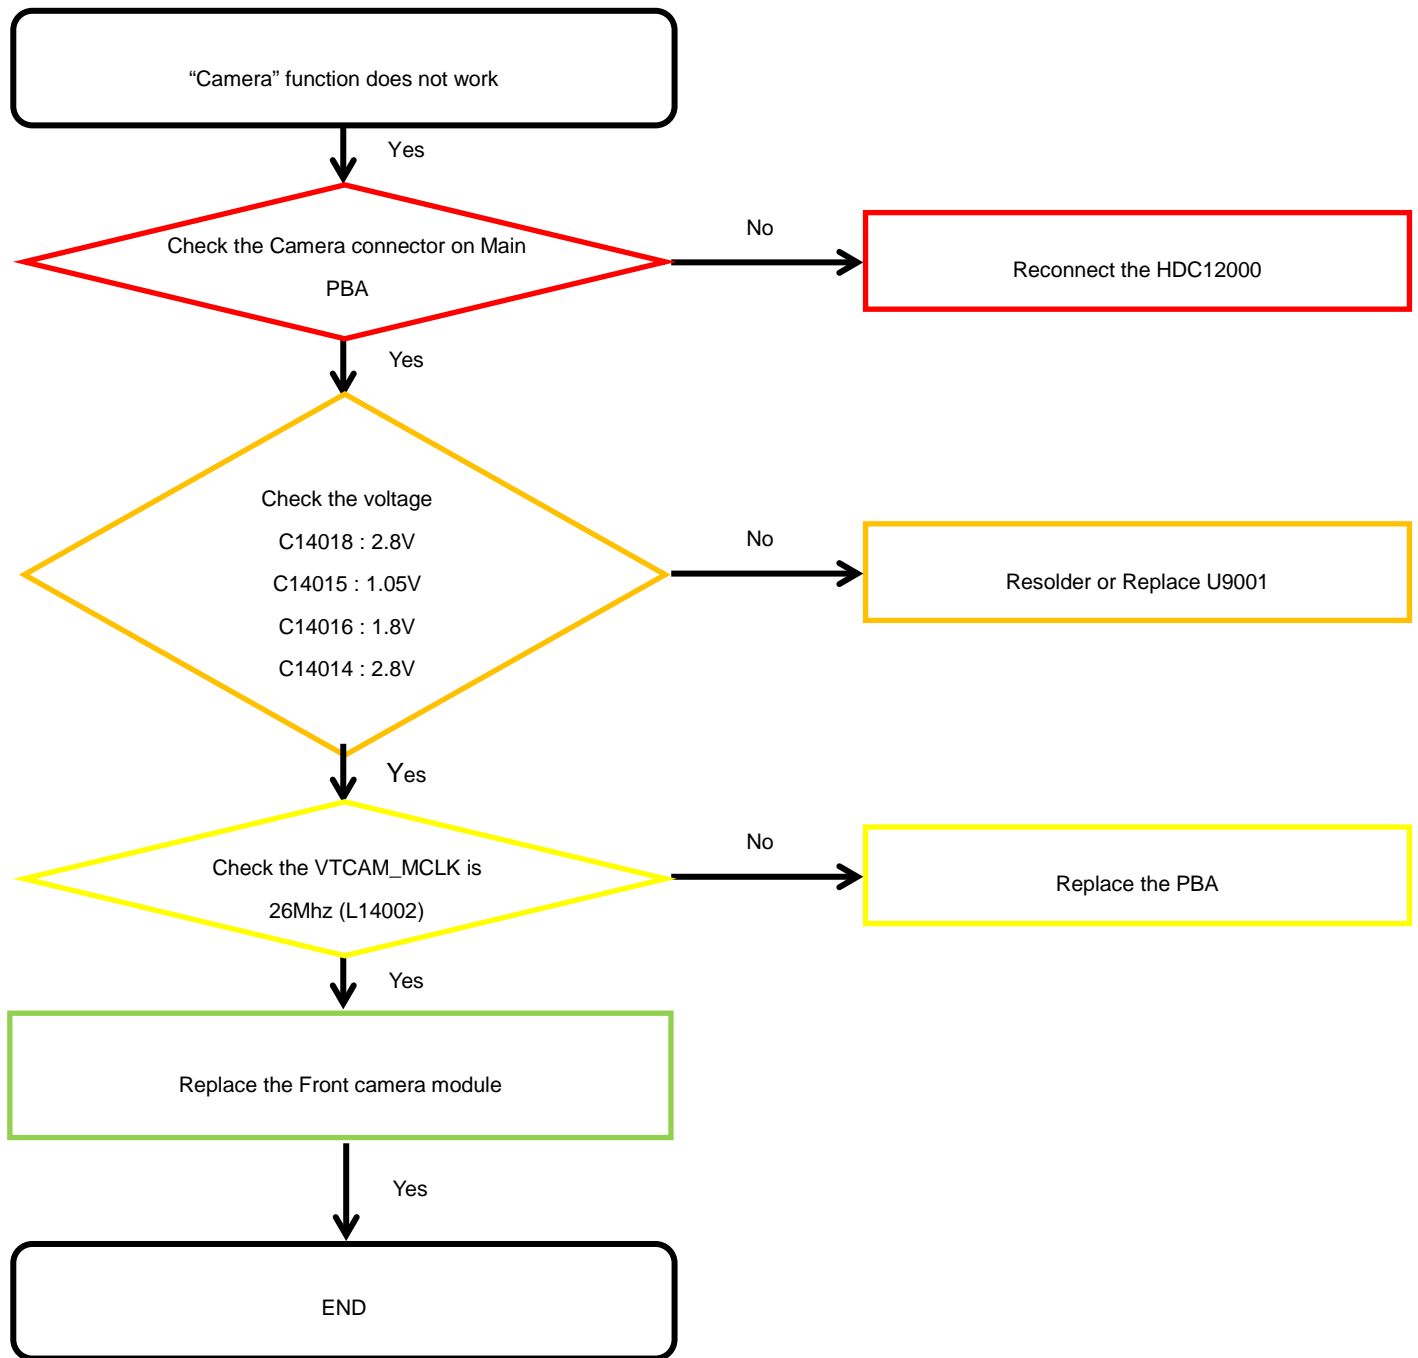 “Camera” function does not work
Yes
Check the Camera connector on Main
PBA
No
Reconnect the HDC12000
Yes
Check the voltage
C14018 : 2.8V
C14015 : 1.05V
C14016 : 1.8V
C14014 : 2.8V
No
Resolder or Replace U9001
Yes
Check the VTCAM_MCLK is
26Mhz (L14002)
No
Replace the PBA
Yes
Replace the Front camera module
Yes
END